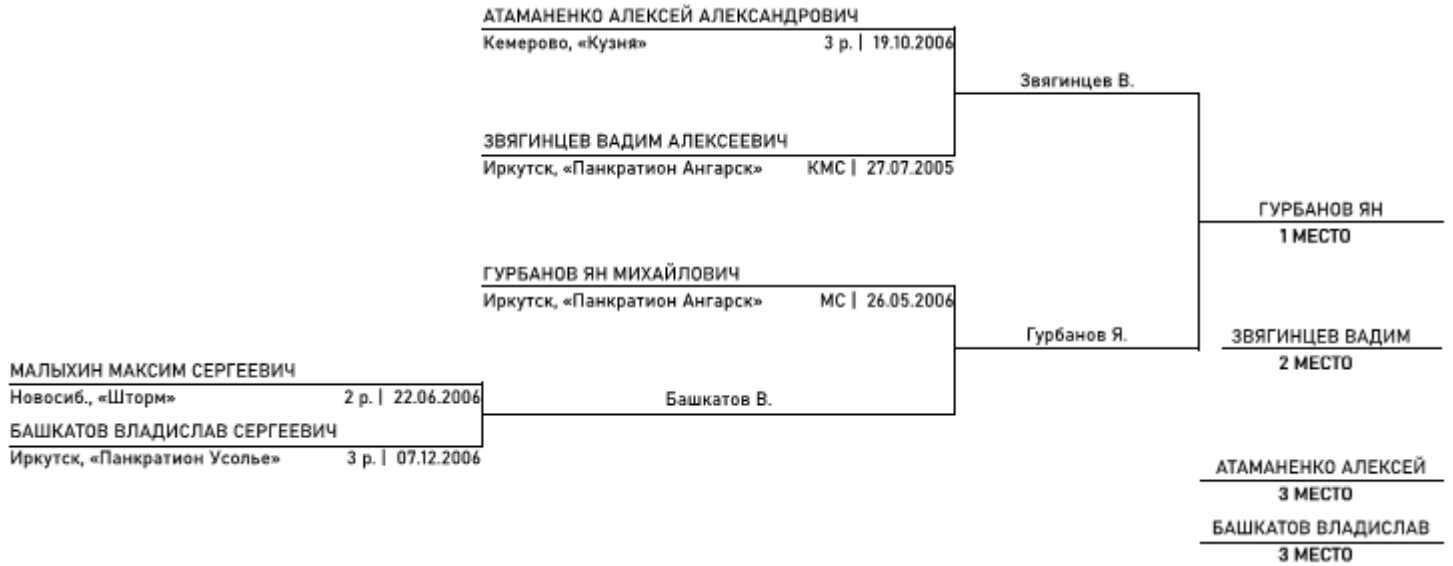 АТАМАНЕНКО АЛЕКСЕЙ АЛЕКСАНДРОВИЧ
Кемерово, «Кузня» 3 р. | 19.10.2006
Звягинцев В.
ЗВЯГИНЦЕВ ВАДИМ АЛЕКСЕЕВИЧ
Иркутск, «Панкратион Ангарск» КМС | 27.07.2005
ГУРБАНОВ ЯН
1 МЕСТО
ГУРБАНОВ ЯН МИХАЙЛОВИЧ
Иркутск, «Панкратион Ангарск» МС | 26.05.2006
Гурбанов Я.
ЗВЯГИНЦЕВ ВАДИМ
2 МЕСТО
МАЛЫХИН МАКСИМ СЕРГЕЕВИЧ
Новосиб., «Шторм» 2 р. | 22.06.2006
Башкатов В.
БАШКАТОВ ВЛАДИСЛАВ СЕРГЕЕВИЧ
Иркутск, «Панкратион Усолье» 3 р. | 07.12.2006
АТАМАНЕНКО АЛЕКСЕЙ
3 МЕСТО
БАШКАТОВ ВЛАДИСЛАВ
3 МЕСТО